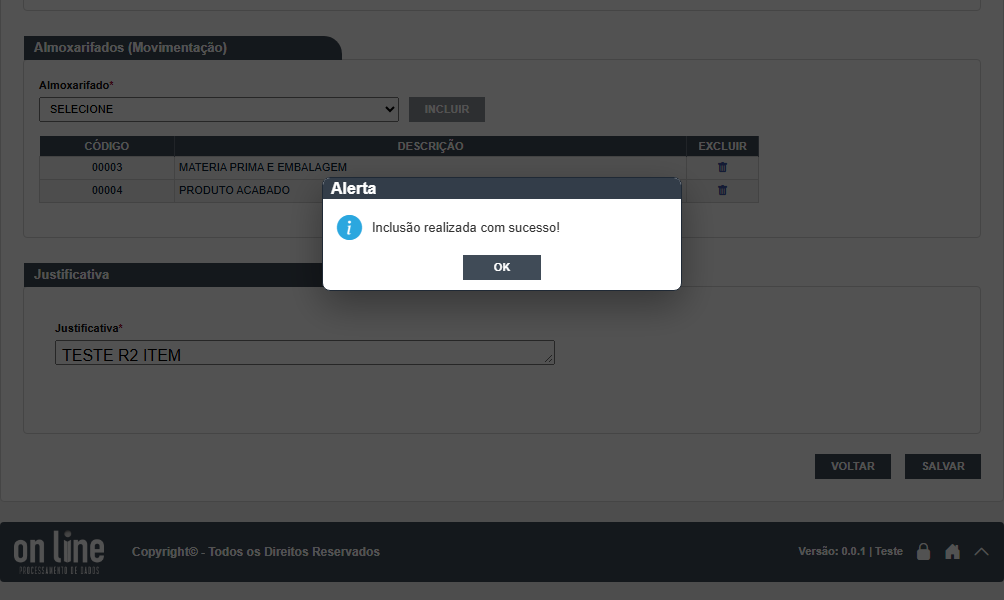 Almoxarifados (Movimentação)
Almoxarifado*
SELECIONE
INCLUIR
CÓDIGO DESCRIÇÃO EXCLUIR
00003 MATERIA PRIMA E EMBALAGEM
00004 PRODUTO ACABADO
Alerta
i Inclusão realizada com sucesso!
OK
Justificativa
Justificativa*
TESTE R2 ITEM
VOLTAR SALVAR
on line
PROCESSAMENTO DE DADOS
Copyright© - Todos os Direitos Reservados
Versão: 0.0.1 | Teste